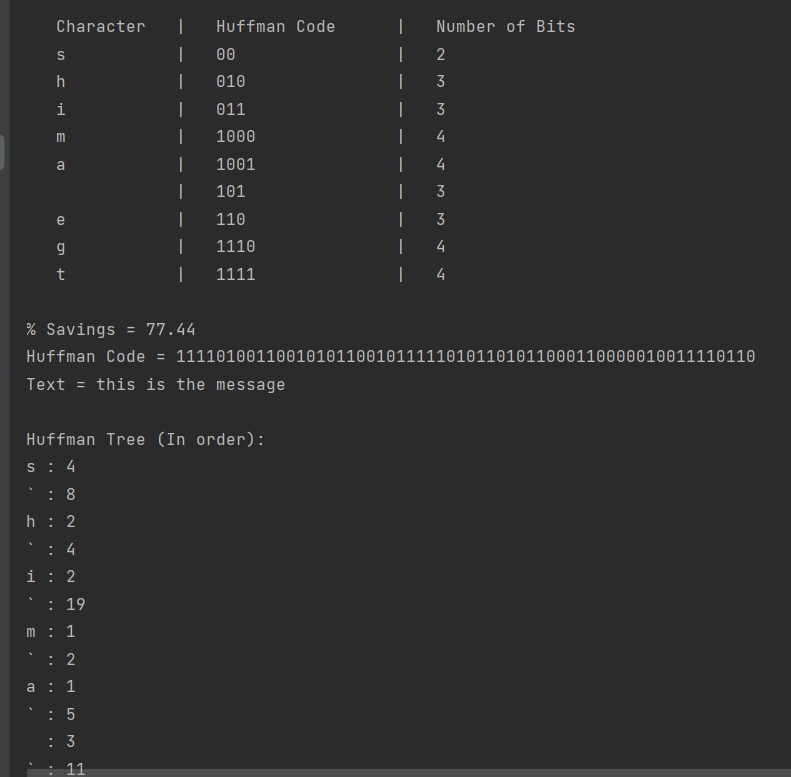 Character | Huffman Code | Number of Bits
s | 00 | 2
h | 010 | 3
i | 011 | 3
m | 1000 | 4
a | 1001 | 4
| 101 | 3
e | 110 | 3
g | 1110 | 4
t | 1111 | 4
% Savings = 77.44
Huffman Code = 1111010011001010110010111110101101011000110000010011110110
Text = this is the message
Huffman Tree (In order):
s : 4
` : 8
h : 2
` : 4
i : 2
` : 19
m : 1
` : 2
a : 1
` : 5
: 3
` : 11